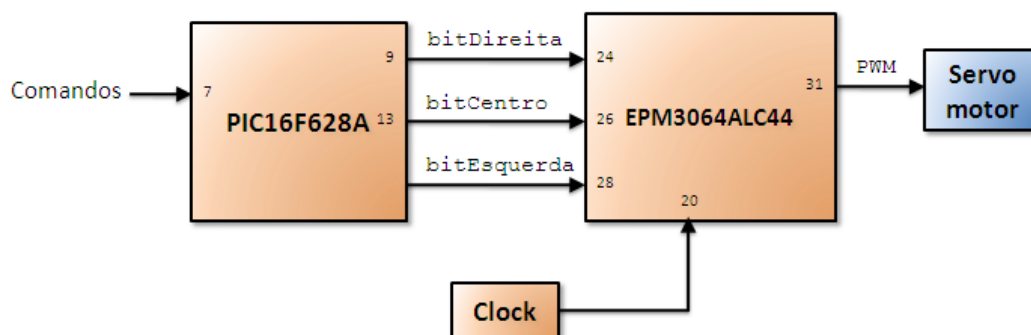 Comandos
7
PIC16F628A
9
13
bitDireita
bitCentro
bitEsquerda
24
26
28
EPM3064ALC44
20
31
PWM
Servo
motor
Clock